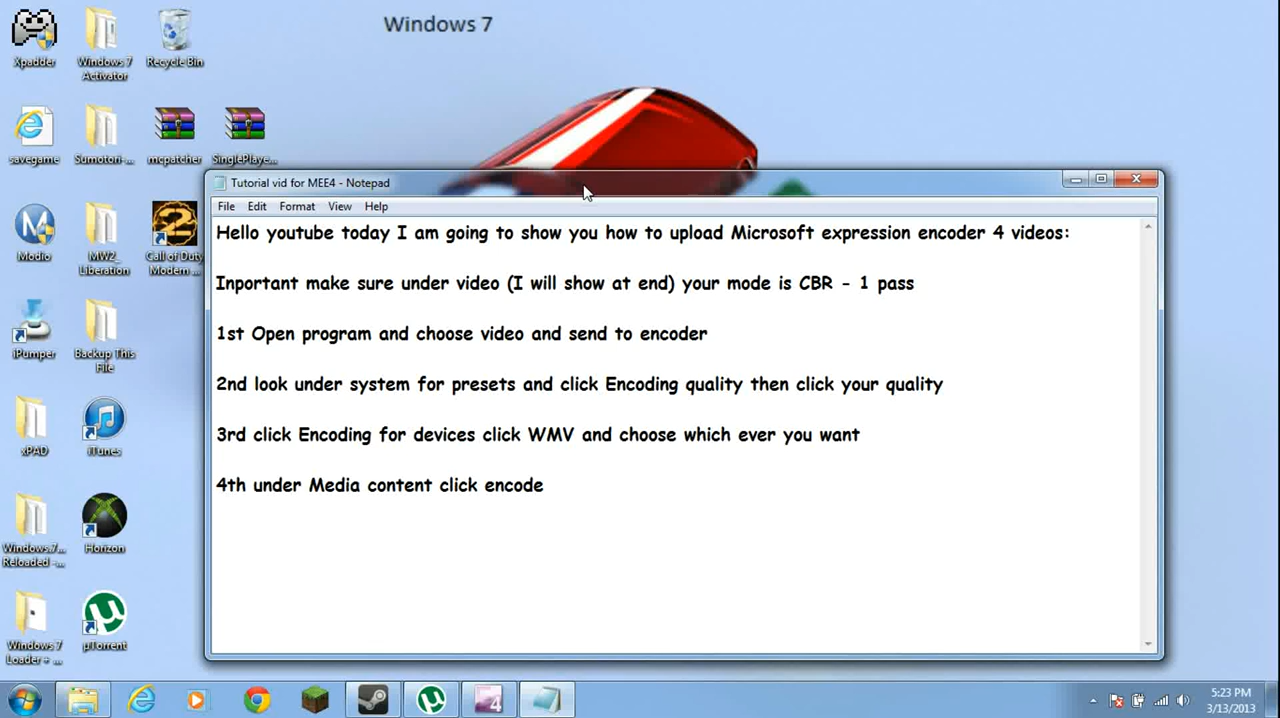 Windows 7
Xpadder
Windows 7 Activator
Recycle Bin
savegame
Sumotori-...
mcpatcher
SinglePlaye...
Tutorial vid for MEE4 - Notepad
File Edit Format View Help
Hello youtube today I am going to show you how to upload Microsoft expression encoder 4 videos:
Inportant make sure under video (I will show at end) your mode is CBR - 1 pass
1st Open program and choose video and send to encoder
2nd look under system for presets and click Encoding quality then click your quality
3rd click Encoding for devices click WMV and choose which ever you want
4th under Media content click encode
Modio
MW2_
Liberation
Call of Duty
Modern ...
iPumper
Backup This
File
xPAD
iTunes
Windows.7...
Reloaded -...
Horizon
Windows 7
Loader + ...
µTorrent
5:23 PM
3/13/2013